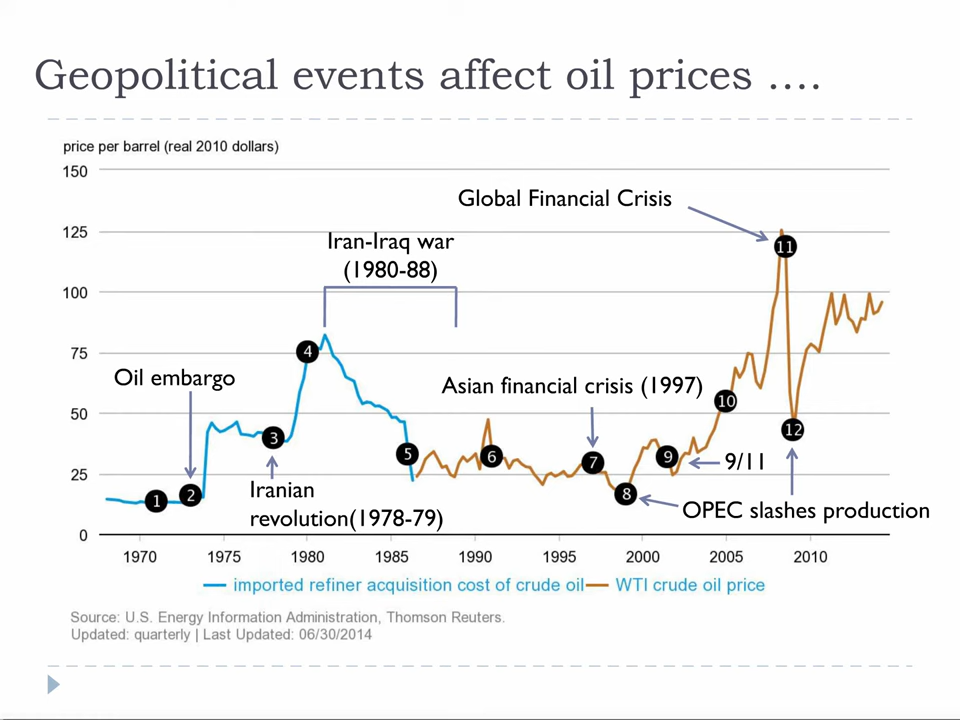 Geopolitical events affect oil prices ....
price per barrel (real 2010 dollars)
150
Global Financial Crisis
125
11
Iran-Iraq war
(1980-88)
100
75
4
Oil embargo
Asian financial crisis (1997)
50
10
12
3
5
6
7
9
9/11
25
Iranian
revolution(1978-79)
1
2
8
OPEC slashes production
0
1970 1975 1980 1985 1990 1995 2000 2005 2010
imported refiner acquisition cost of crude oil WTI crude oil price
Source: U.S. Energy Information Administration, Thomson Reuters.
Updated: quarterly | Last Updated: 06/30/2014